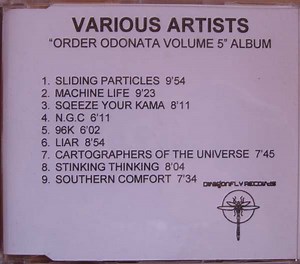 VARIOUS ARTISTS
"ORDER ODONATA VOLUME 5" ALBUM
1. SLIDING PARTICLES 9'54
2. MACHINE LIFE 9'23
3. SQEEZE YOUR KAMA 8'11
4. N.G.C 6'11
5. 96K 6'02
6. LIAR 8'54
7. CARTOGRAPHERS OF THE UNIVERSE 7'45
8. STINKING THINKING 8'04
9. SOUTHERN COMFORT 7'34
DRAGONFLY RECORDS